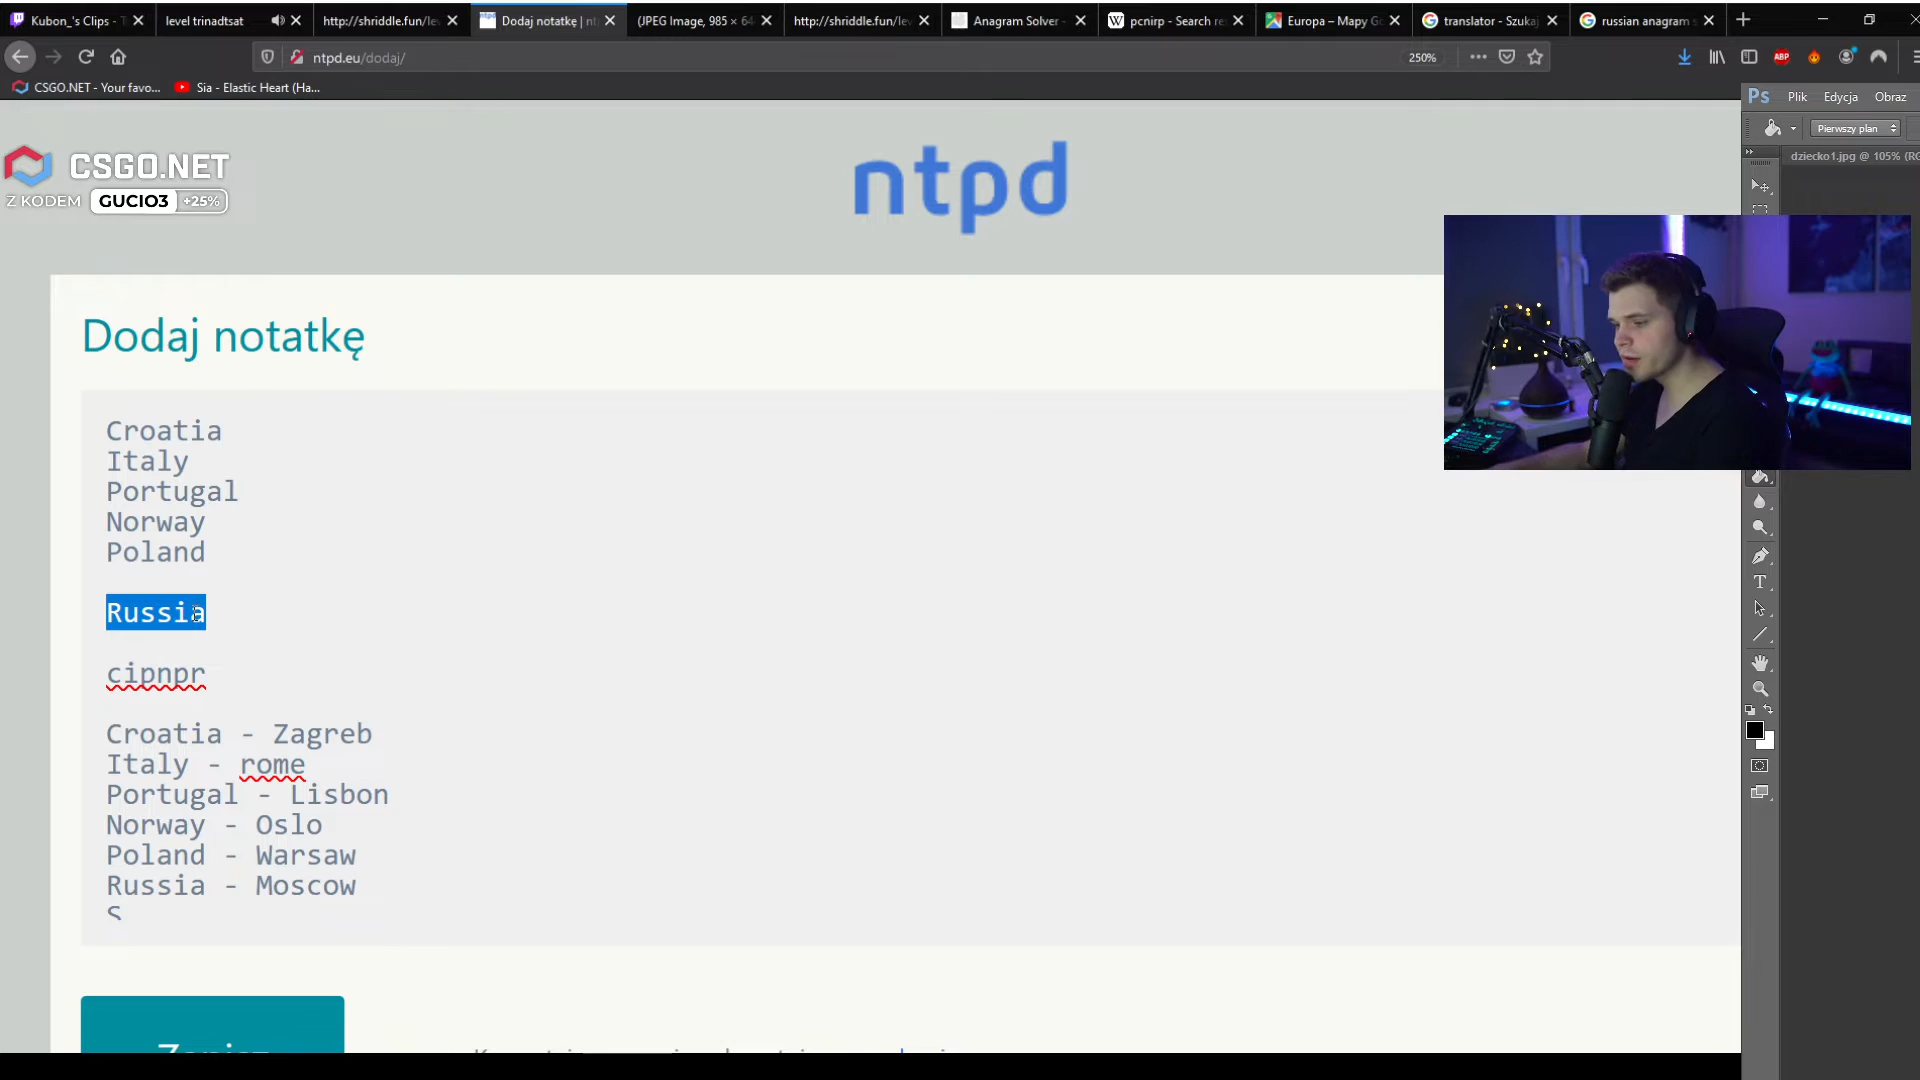 Kubon_'s Clips - T
level trinadtsat
http://shriddle.fun/le
Dodaj notatkę | nt
(JPEG Image, 985 × 64
http://shriddle.fun/lev
Anagram Solver -
pcnirp - Search re
Europa – Mapy Go
translator - Szukaj
russian anagram s
ntpd.eu/dodaj/
250%
CSGO.NET - Your favo...
Sia - Elastic Heart (Ha...
Ps Plik Edycja Obraz
Pierwszy plan
dziecko1.jpg @ 105% (RG
CSGO.NET
Z KODEM GUCIO3 +25%
ntpd
Dodaj notatkę
Croatia
Italy
Portugal
Norway
Poland
Russia
cipnpr
Croatia - Zagreb
Italy - rome
Portugal - Lisbon
Norway - Oslo
Poland - Warsaw
Russia - Moscow
S